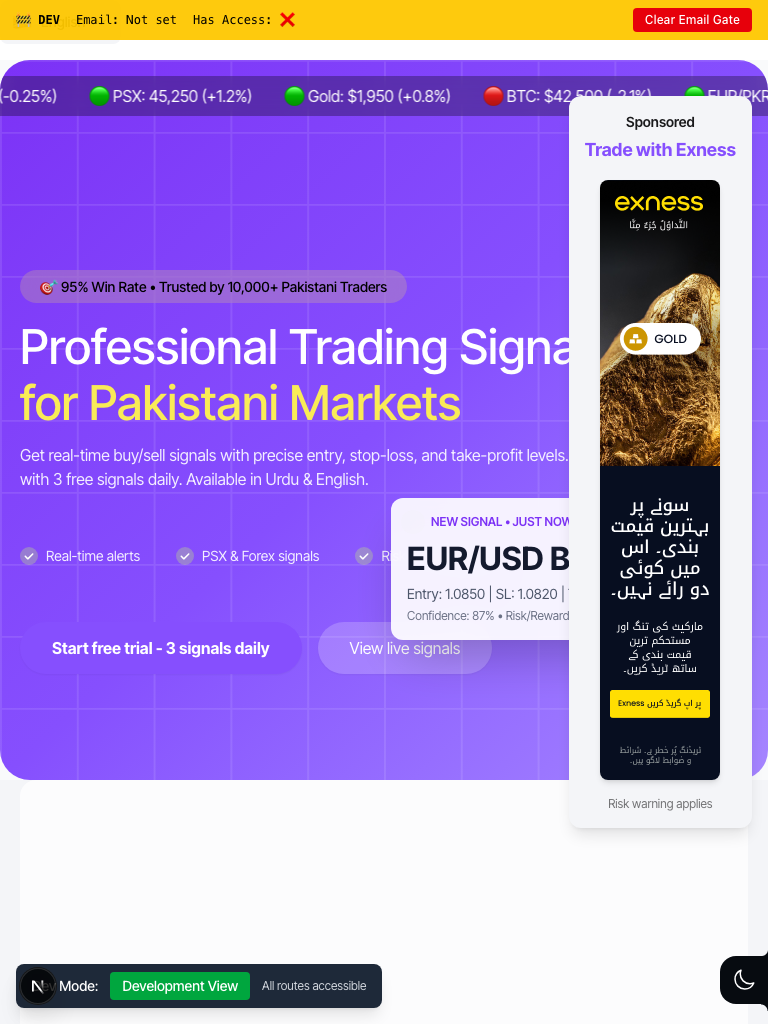 DEV Email: Not set Has Access: ❌
Clear Email Gate
(-0.25%) 🟢 PSX: 45,250 (+1.2%) 🟢 Gold: $1,950 (+0.8%) 🔴 BTC: $42,500 (-2.1%) 🟢 EUR/PKR
Sponsored
Trade with Exness
exness
التَّداوُلُ جُزَءٌ مِنَّا
GOLD
سونے پر
بہترین قیمت
بندی۔ اس
میں کوئی
دو رائے نہیں۔
مارکیٹ کی تنگ اور
مستحکم ترین
قیمت بندی کے
ساتھ ٹریڈ کریں۔
Exness پر اپ گریڈ کریں
ٹریڈنگ پُر خطر ہے۔ شرائط
و ضوابط لاگو ہیں۔
Risk warning applies
🎯 95% Win Rate • Trusted by 10,000+ Pakistani Traders
Professional Trading Signa
for Pakistani Markets
Get real-time buy/sell signals with precise entry, stop-loss, and take-profit levels.
with 3 free signals daily. Available in Urdu & English.
NEW SIGNAL • JUST NOW
EUR/USD B
Entry: 1.0850 | SL: 1.0820 |
Confidence: 87% • Risk/Reward
Real-time alerts
PSX & Forex signals
Start free trial - 3 signals daily
View live signals
Mode:
Development View
All routes accessible